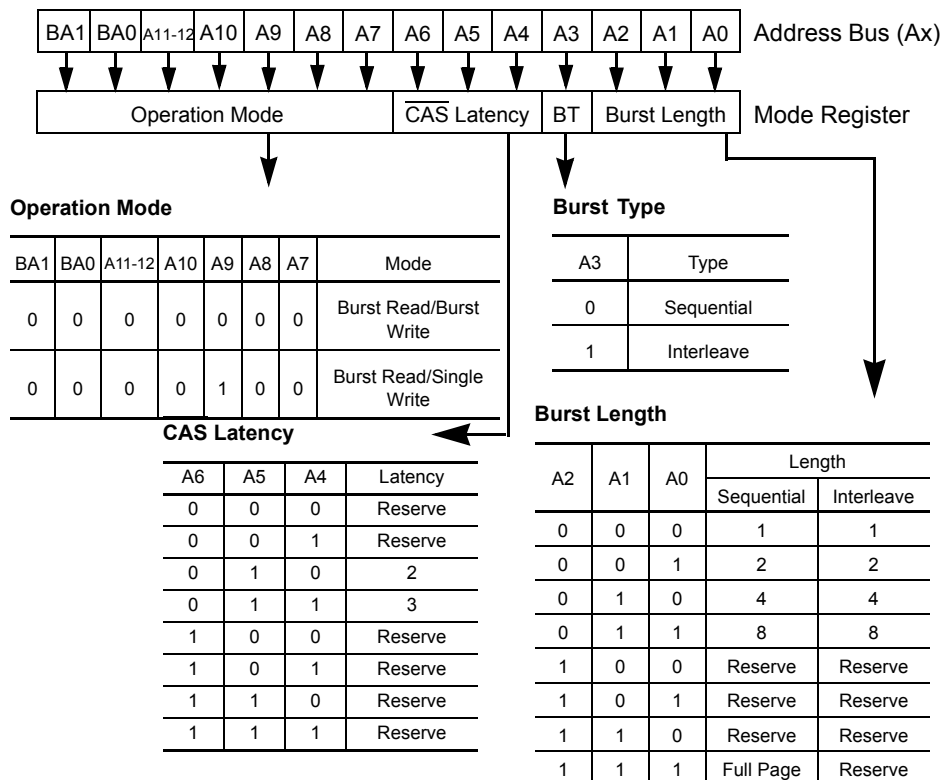 BA1 BA0 A11-12 A10 A9 A8 A7 A6 A5 A4 A3 A2 A1 A0 Address Bus (Ax)
Operation Mode CAS Latency BT Burst Length Mode Register
Operation Mode
BA1 BA0 A11-12 A10 A9 A8 A7 Mode
0 0 0 0 0 0 0 Burst Read/Burst
Write
0 0 0 0 1 0 0 Burst Read/Single
Write
Burst Type
A3 Type
0 Sequential
1 Interleave
CAS Latency
A6 A5 A4 Latency
0 0 0 Reserve
0 0 1 Reserve
0 1 0 2
0 1 1 3
1 0 0 Reserve
1 0 1 Reserve
1 1 0 Reserve
1 1 1 Reserve
Burst Length
A2 A1 A0 Length
Sequential Interleave
0 0 0 1 1
0 0 1 2 2
0 1 0 4 4
0 1 1 8 8
1 0 0 Reserve Reserve
1 0 1 Reserve Reserve
1 1 0 Reserve Reserve
1 1 1 Full Page Reserve